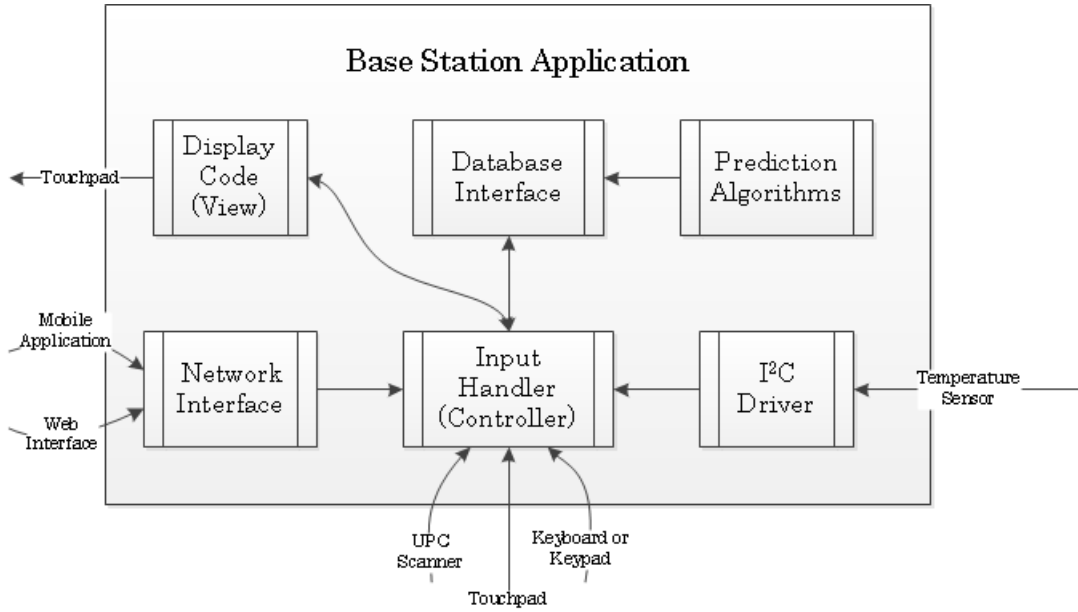 Base Station Application
Display
Code
(View)
Database
Interface
Prediction
Algorithms
Touchpad
Mobile
Application
Network
Interface
Input
Handler
(Controller)
I²C
Driver
Temperature
Sensor
Web
Interface
UPC
Scanner
Keyboard or
Keypad
Touchpad